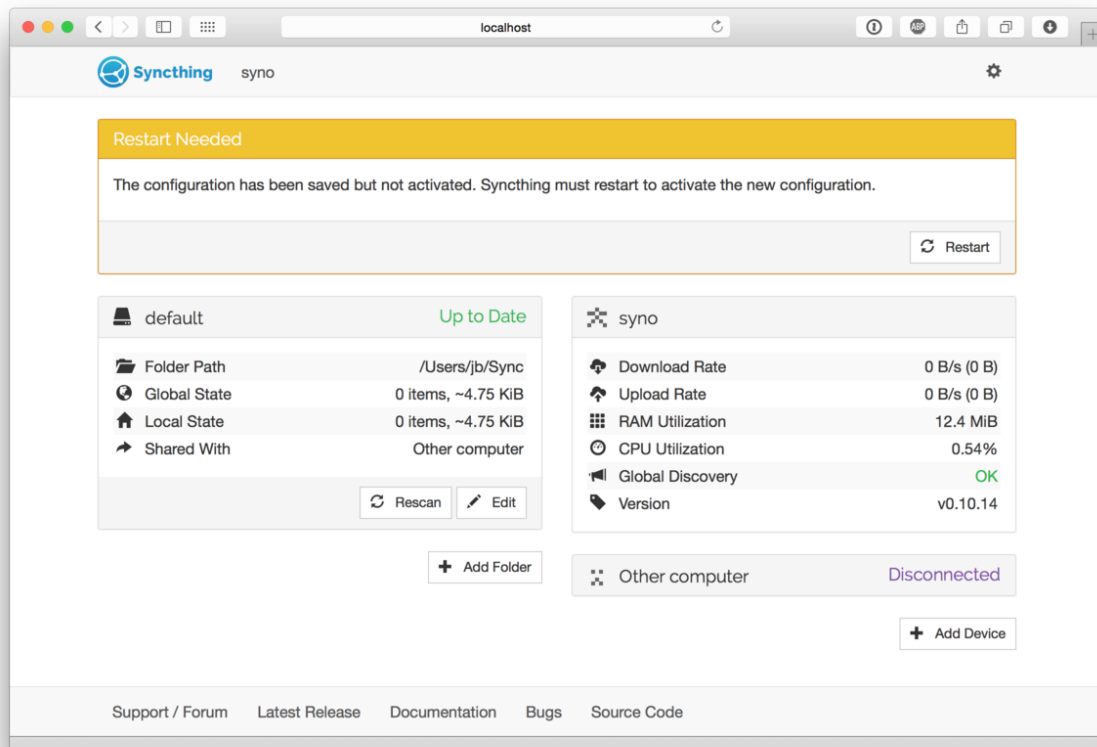 localhost
ABP
Syncthing syno
Restart Needed
The configuration has been saved but not activated. Syncthing must restart to activate the new configuration.
Restart
default Up to Date
Folder Path /Users/jb/Sync
Global State 0 items, ~4.75 KiB
Local State 0 items, ~4.75 KiB
Shared With Other computer
Rescan Edit
Add Folder
syno
Download Rate 0 B/s (0 B)
Upload Rate 0 B/s (0 B)
RAM Utilization 12.4 MiB
CPU Utilization 0.54%
Global Discovery OK
Version v0.10.14
Other computer Disconnected
Add Device
Support / Forum Latest Release Documentation Bugs Source Code